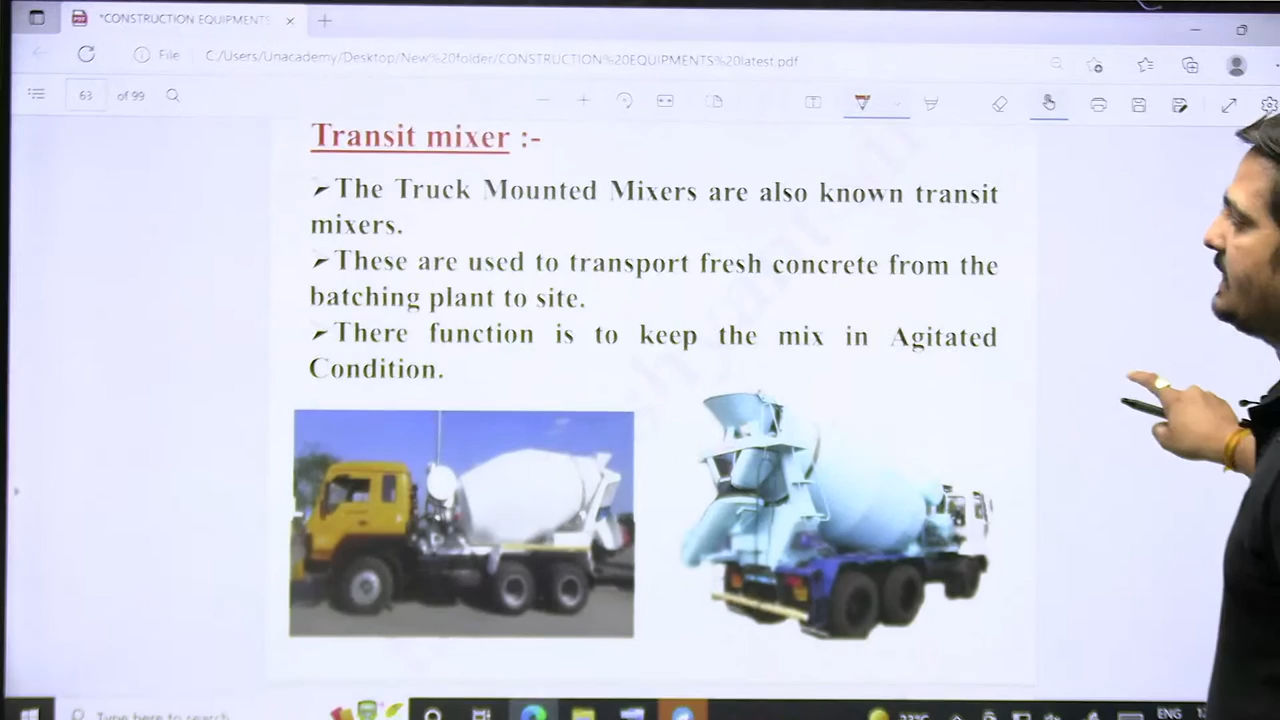 *CONSTRUCTION EQUIPMENTS
File
C:/Users/Unacademy/Desktop/New%20folder/CONSTRUCTION%20EQUIPMENTS%20latest.pdf
63 of 99
Transit mixer :-
➢The Truck Mounted Mixers are also known transit
mixers.
➢These are used to transport fresh concrete from the
batching plant to site.
➢There function is to keep the mix in Agitated
Condition.
Type here to search
ENG